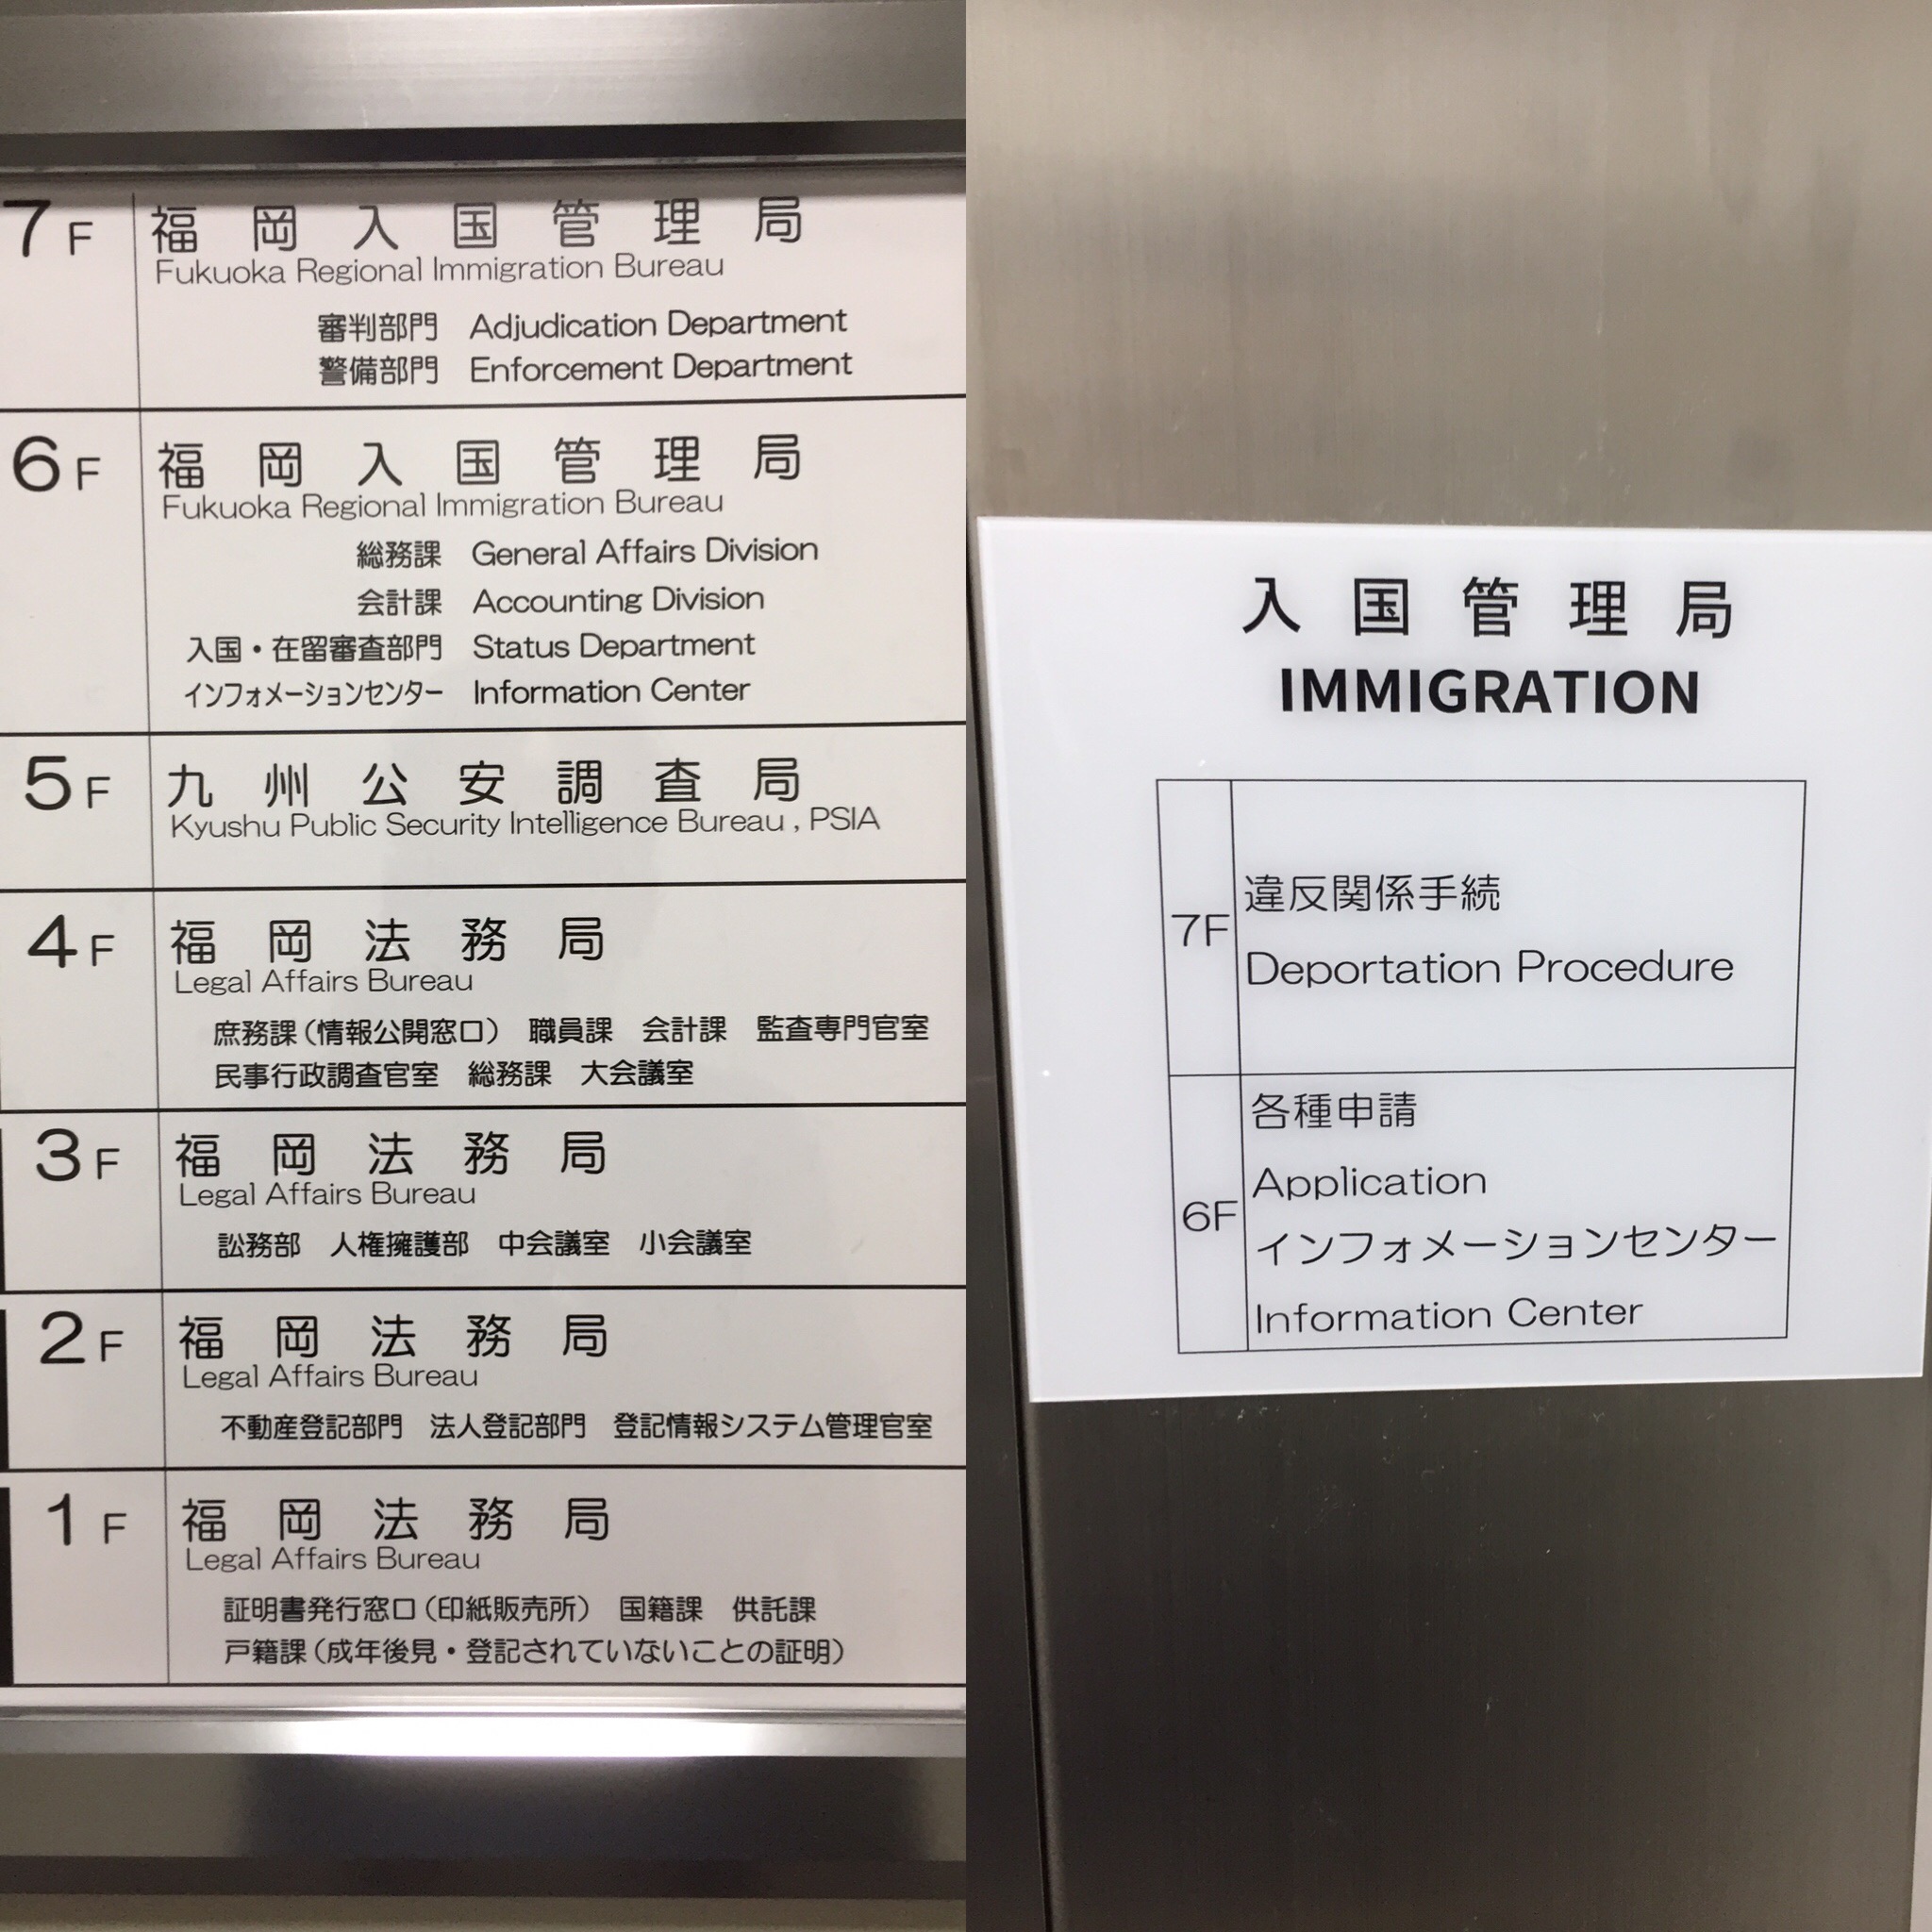 7F 福岡入国管理局
Fukuoka Regional Immigration Bureau
審判部門 Adjudication Department
警備部門 Enforcement Department
6F 福岡入国管理局
Fukuoka Regional Immigration Bureau
総務課 General Affairs Division
会計課 Accounting Division
入国・在留審査部門 Status Department
インフォメーションセンター Information Center
5F 九州公安調査局
Kyushu Public Security Intelligence Bureau , PSIA
4F 福岡法務局
Legal Affairs Bureau
庶務課(情報公開窓口) 職員課 会計課 監査専門官室
民事行政調査官室 総務課 大会議室
3F 福岡法務局
Legal Affairs Bureau
訟務部 人権擁護部 中会議室 小会議室
2F 福岡法務局
Legal Affairs Bureau
不動産登記部門 法人登記部門 登記情報システム管理官室
1F 福岡法務局
Legal Affairs Bureau
証明書発行窓口(印紙販売所) 国籍課 供託課
戸籍課(成年後見・登記されていないことの証明)
入国管理局
IMMIGRATION
7F
違反関係手続
Deportation Procedure
6F
各種申請
Application
インフォメーションセンター
Information Center